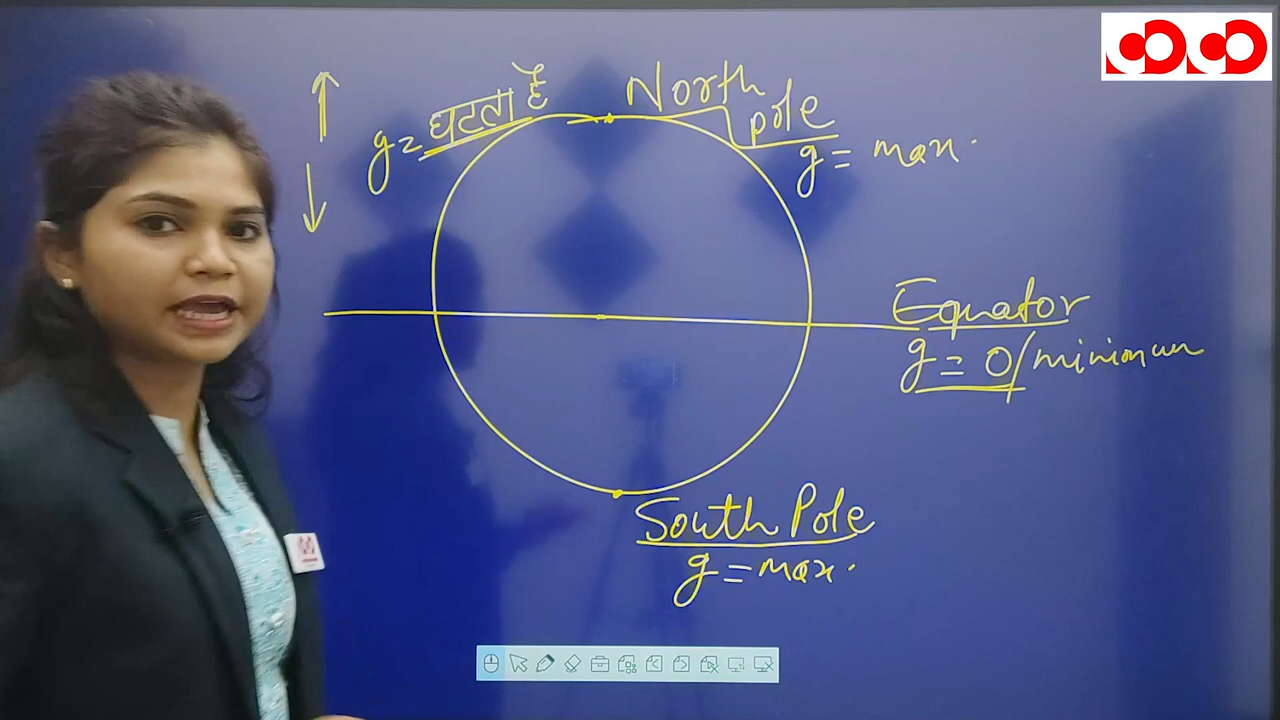 g = घटता है
North
pole
g = max.
Equator
g = 0/minimum
South Pole
g = max.